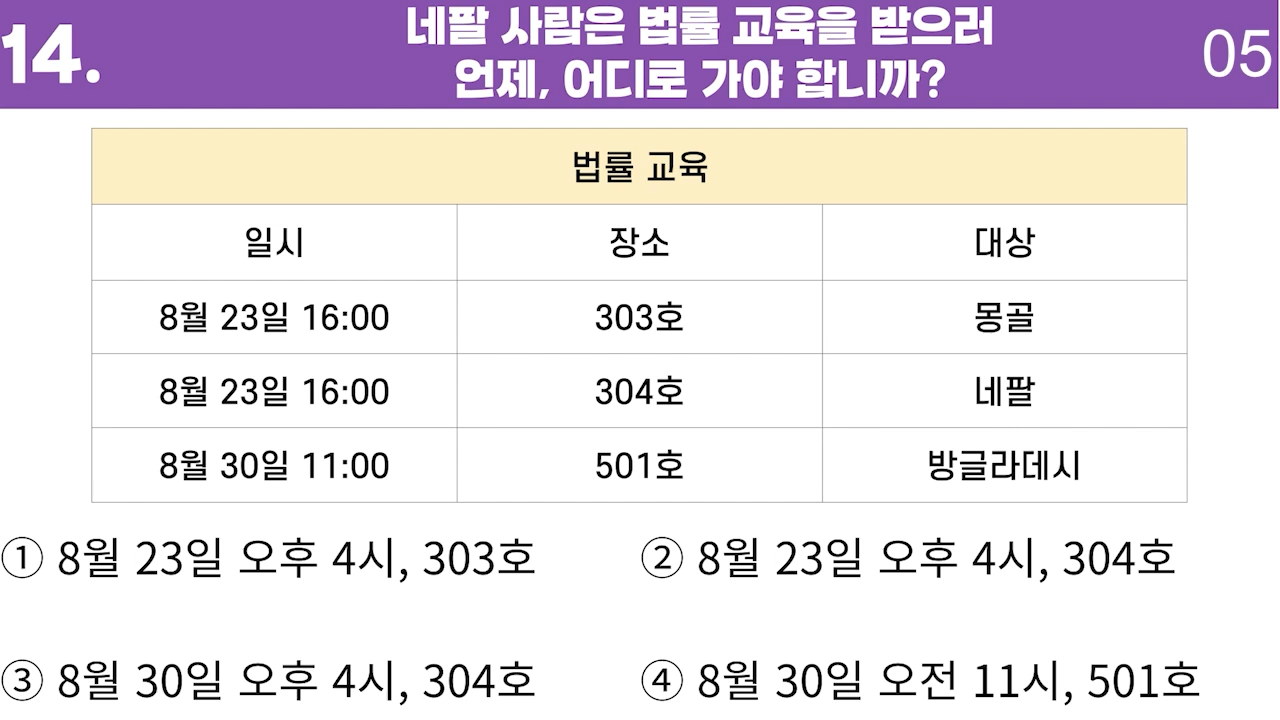 14.
네팔 사람은 법률 교육을 받으러
언제, 어디로 가야 합니까?
05
법률 교육
일시 장소 대상
8월 23일 16:00 303호 몽골
8월 23일 16:00 304호 네팔
8월 30일 11:00 501호 방글라데시
① 8월 23일 오후 4시, 303호 ② 8월 23일 오후 4시, 304호
③ 8월 30일 오후 4시, 304호 ④ 8월 30일 오전 11시, 501호